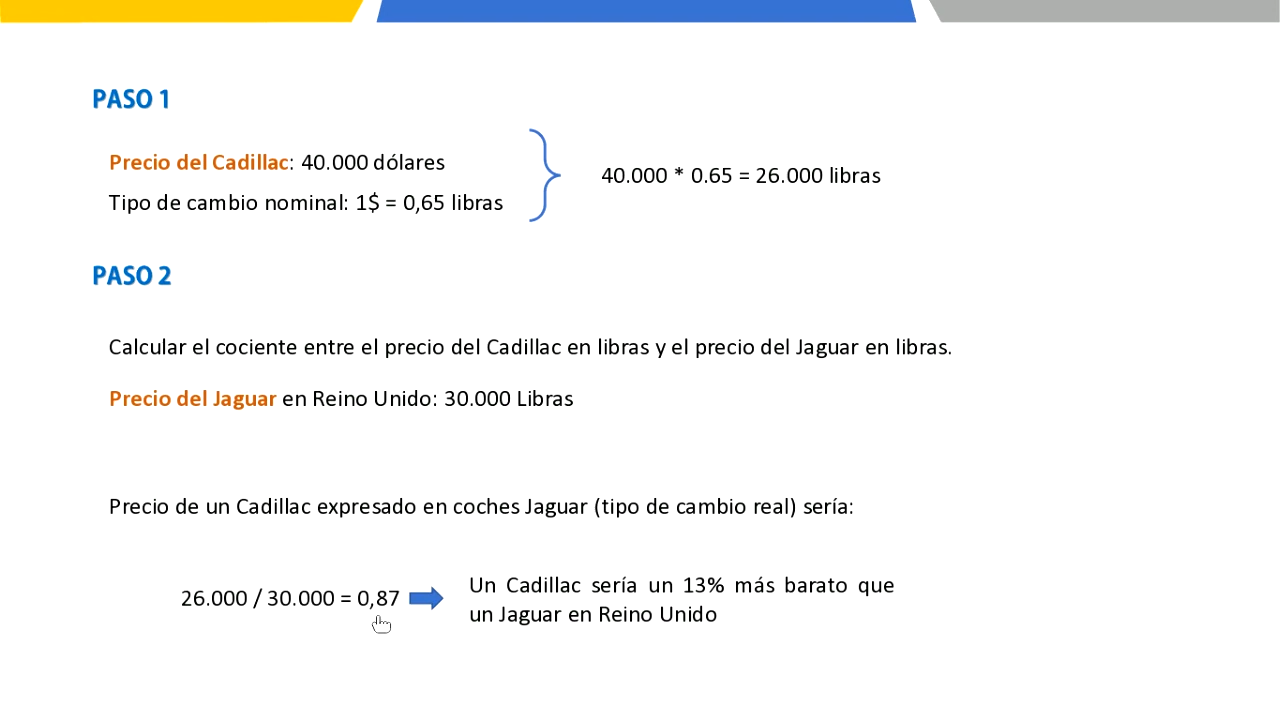 PASO 1
Precio del Cadillac: 40.000 dólares
Tipo de cambio nominal: 1$ = 0,65 libras
40.000 * 0.65 = 26.000 libras
PASO 2
Calcular el cociente entre el precio del Cadillac en libras y el precio del Jaguar en libras.
Precio del Jaguar en Reino Unido: 30.000 Libras
Precio de un Cadillac expresado en coches Jaguar (tipo de cambio real) sería:
26.000 / 30.000 = 0,87
Un Cadillac sería un 13% más barato que
un Jaguar en Reino Unido